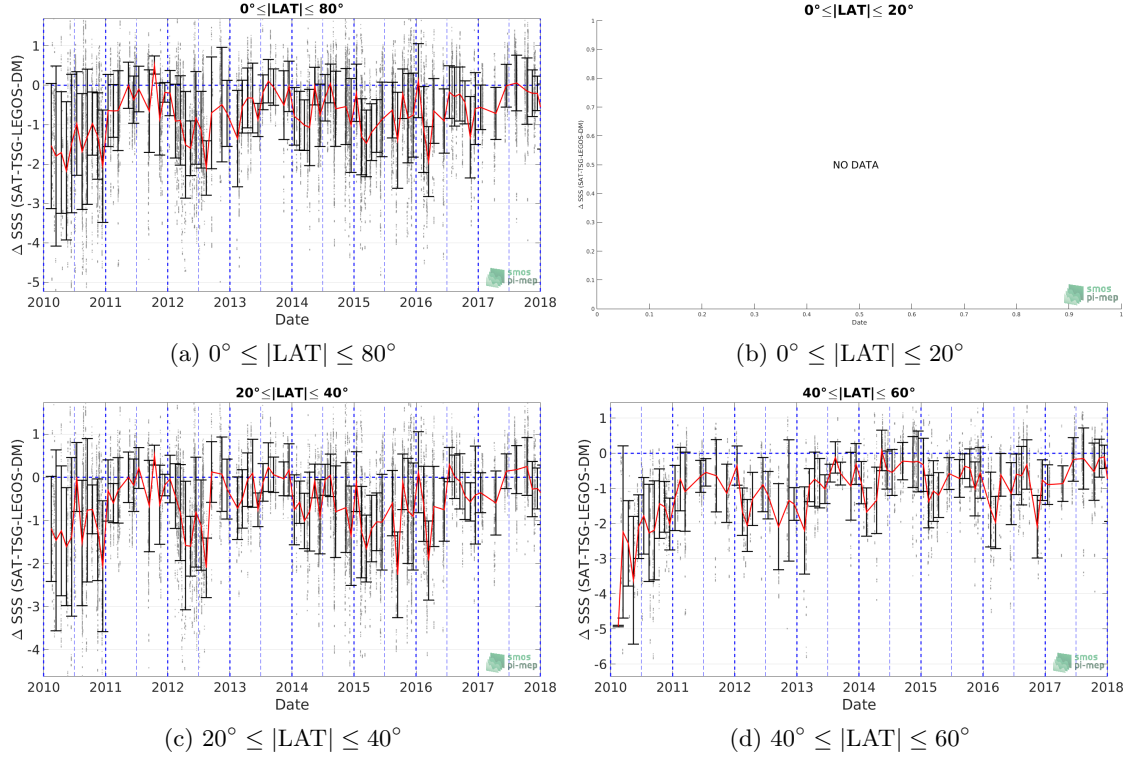 0°≤|LAT|≤ 80°
Δ SSS (SAT-TSG-LEGOS-DM)
1
0
-1
-2
-3
-4
-5
2010 2011 2012 2013 2014 2015 2016 2017 2018
Date
smos
pi-mep
(a) 0° ≤ |LAT| ≤ 80°
0°≤|LAT|≤ 20°
Δ SSS (SAT-TSG-LEGOS-DM)
1
0.9
0.8
0.7
0.6
0.5
0.4
0.3
0.2
0.1
0
NO DATA
0 0.1 0.2 0.3 0.4 0.5 0.6 0.7 0.8 0.9 1
Date
smos
pi-mep
(b) 0° ≤ |LAT| ≤ 20°
20°≤|LAT|≤ 40°
Δ SSS (SAT-TSG-LEGOS-DM)
1
0
-1
-2
-3
-4
2010 2011 2012 2013 2014 2015 2016 2017 2018
Date
smos
pi-mep
(c) 20° ≤ |LAT| ≤ 40°
40°≤|LAT|≤ 60°
Δ SSS (SAT-TSG-LEGOS-DM)
1
0
-1
-2
-3
-4
-5
-6
2010 2011 2012 2013 2014 2015 2016 2017 2018
Date
smos
pi-mep
(d) 40° ≤ |LAT| ≤ 60°